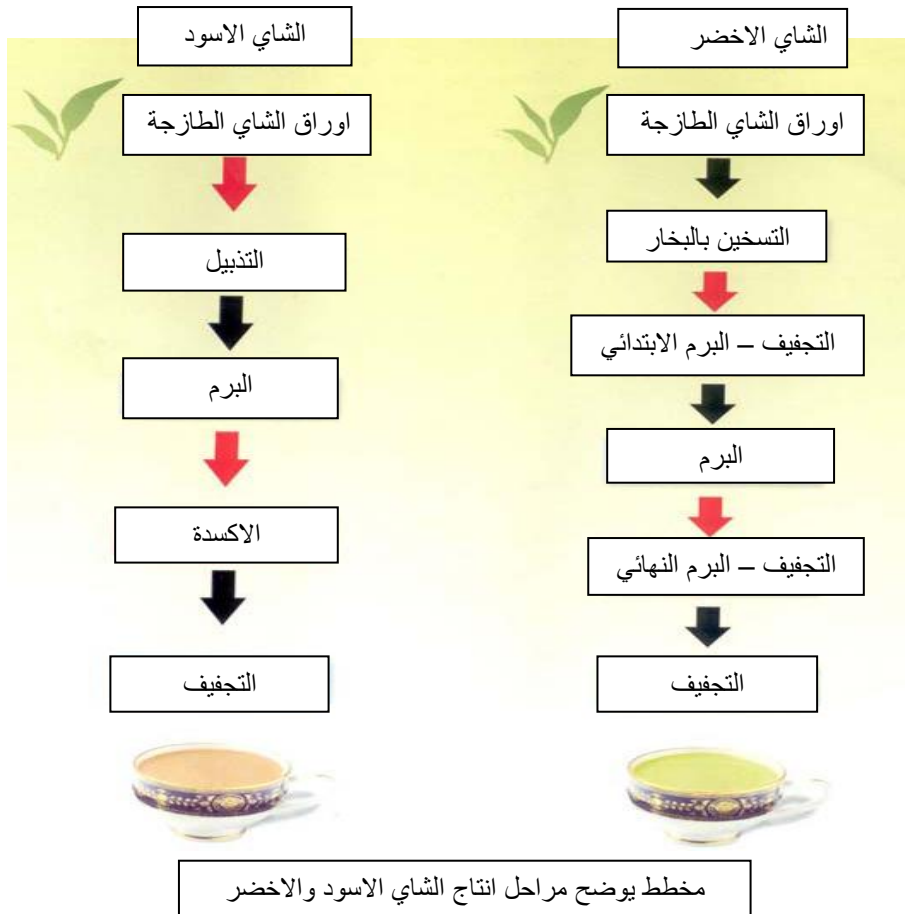 الشاي الاخضر
اوراق الشاي الطازجة
التسخين بالبخار
التجفيف – البرم الابتدائي
البرم
التجفيف – البرم النهائي
التجفيف
الشاي الاسود
اوراق الشاي الطازجة
التذبيل
البرم
الاكسدة
التجفيف
مخطط يوضح مراحل انتاج الشاي الاسود والاخضر